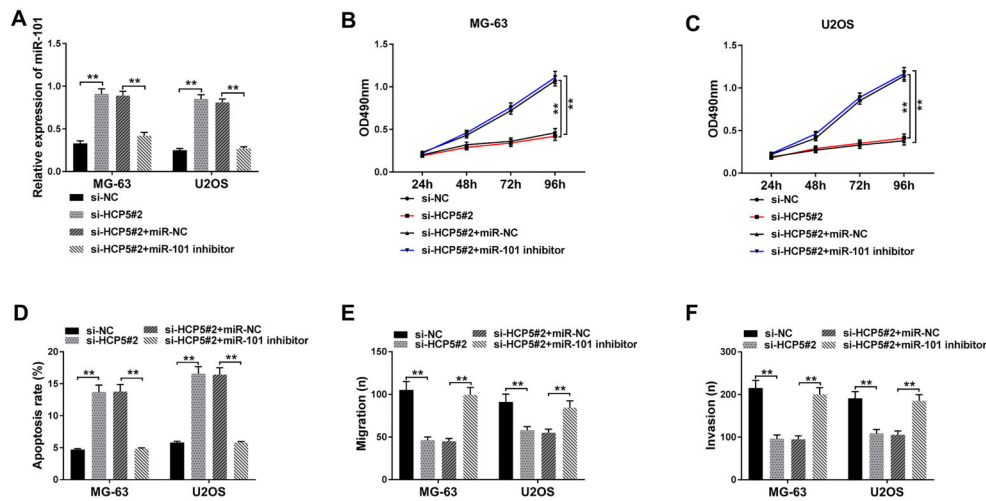 A
Relative expression of miR-101
1.5
1.0
0.5
0.0
**
**
**
**
MG-63
U2OS
si-NC
si-HCP5#2
si-HCP5#2+miR-NC
si-HCP5#2+miR-101 inhibitor
B
MG-63
OD490nm
1.5
1.0
0.5
0.0
**
**
24h 48h 72h 96h
si-NC
si-HCP5#2
si-HCP5#2+miR-NC
si-HCP5#2+miR-101 inhibitor
C
U2OS
OD490nm
1.5
1.0
0.5
0.0
**
**
24h 48h 72h 96h
si-NC
si-HCP5#2
si-HCP5#2+miR-NC
si-HCP5#2+miR-101 inhibitor
D
si-NC si-HCP5#2+miR-NC
si-HCP5#2 si-HCP5#2+miR-101 inhibitor
Apoptosis rate (%)
20
15
10
5
0
**
**
**
**
MG-63
U2OS
E
si-NC si-HCP5#2+miR-NC
si-HCP5#2 si-HCP5#2+miR-101 inhibitor
Migration (n)
150
100
50
0
**
**
**
**
MG-63
U2OS
F
si-NC si-HCP5#2+miR-NC
si-HCP5#2 si-HCP5#2+miR-101 inhibitor
Invasion (n)
300
200
100
0
**
**
**
**
MG-63
U2OS